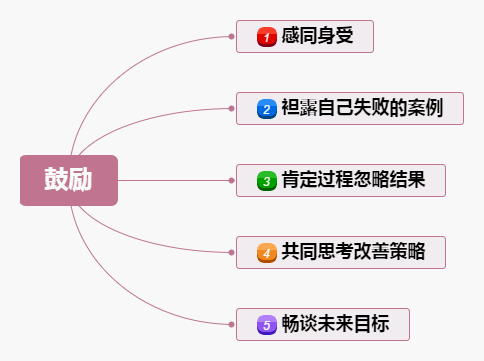 1 感同身受
2 袒露自己失败的案例
鼓励
3 肯定过程忽略结果
4 共同思考改善策略
5 畅谈未来目标